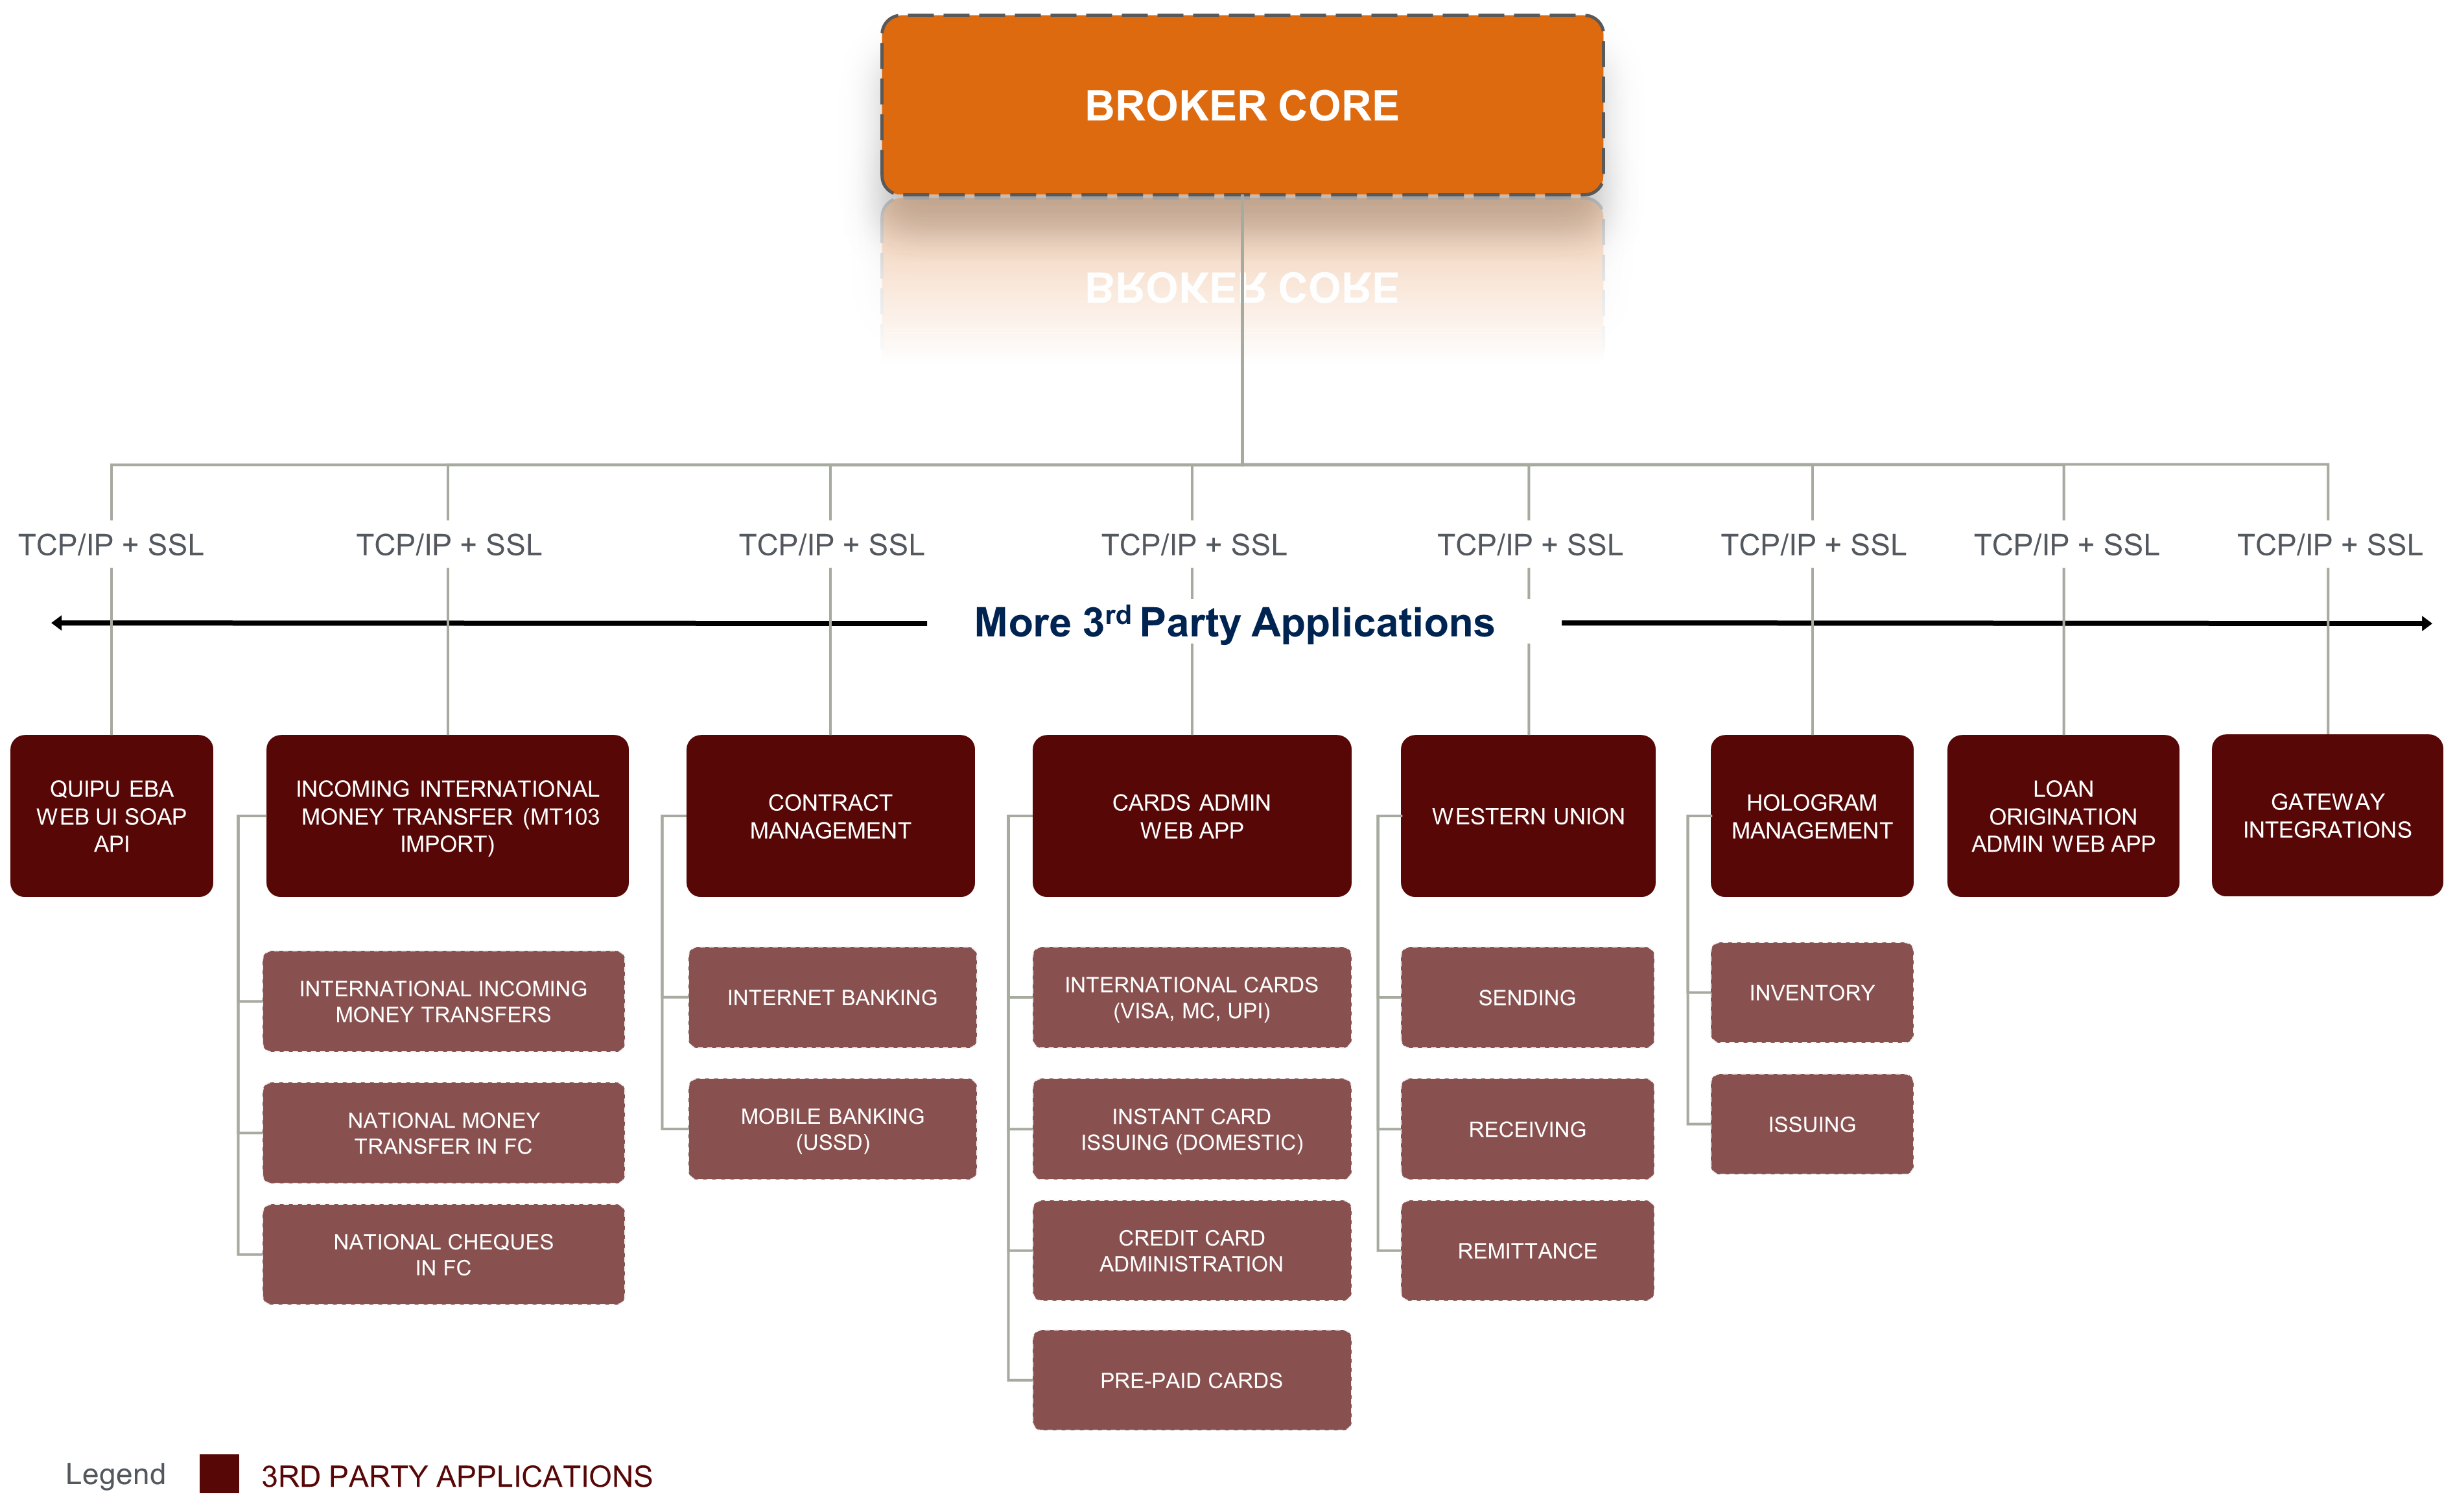 BROKER CORE
BROKER CORE
TCP/IP + SSL
TCP/IP + SSL
TCP/IP + SSL
TCP/IP + SSL
TCP/IP + SSL
TCP/IP + SSL
TCP/IP + SSL
TCP/IP + SSL
More 3rd Party Applications
QUIPU EBA
WEB UI SOAP
API
INCOMING INTERNATIONAL
MONEY TRANSFER (MT103
IMPORT)
CONTRACT
MANAGEMENT
CARDS ADMIN
WEB APP
WESTERN UNION
HOLOGRAM
MANAGEMENT
LOAN
ORIGINATION
ADMIN WEB APP
GATEWAY
INTEGRATIONS
INTERNATIONAL INCOMING
MONEY TRANSFERS
NATIONAL MONEY
TRANSFER IN FC
NATIONAL CHEQUES
IN FC
INTERNET BANKING
MOBILE BANKING
(USSD)
INTERNATIONAL CARDS
(VISA, MC, UPI)
INSTANT CARD
ISSUING (DOMESTIC)
CREDIT CARD
ADMINISTRATION
PRE-PAID CARDS
SENDING
RECEIVING
REMITTANCE
INVENTORY
ISSUING
Legend
3RD PARTY APPLICATIONS